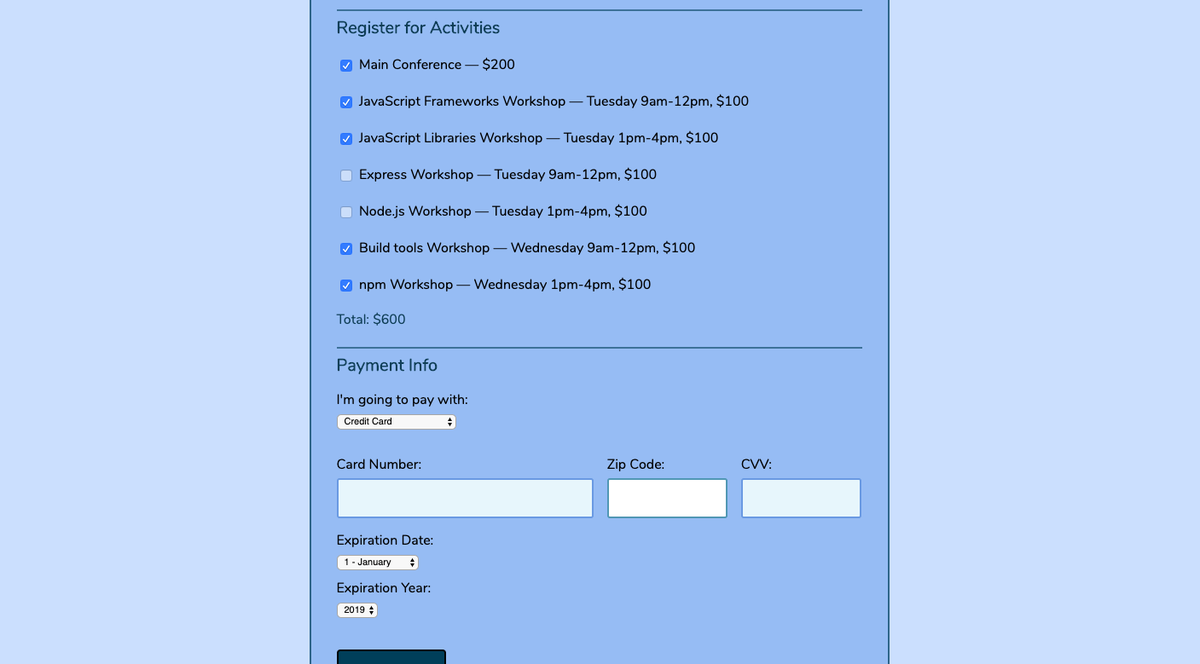 Register for Activities
Main Conference — $200
JavaScript Frameworks Workshop — Tuesday 9am-12pm, $100
JavaScript Libraries Workshop — Tuesday 1pm-4pm, $100
Express Workshop — Tuesday 9am-12pm, $100
Node.js Workshop — Tuesday 1pm-4pm, $100
Build tools Workshop — Wednesday 9am-12pm, $100
npm Workshop — Wednesday 1pm-4pm, $100
Total: $600
Payment Info
I'm going to pay with:
Credit Card
Card Number: Zip Code: CVV:
Expiration Date:
1 - January
Expiration Year:
2019